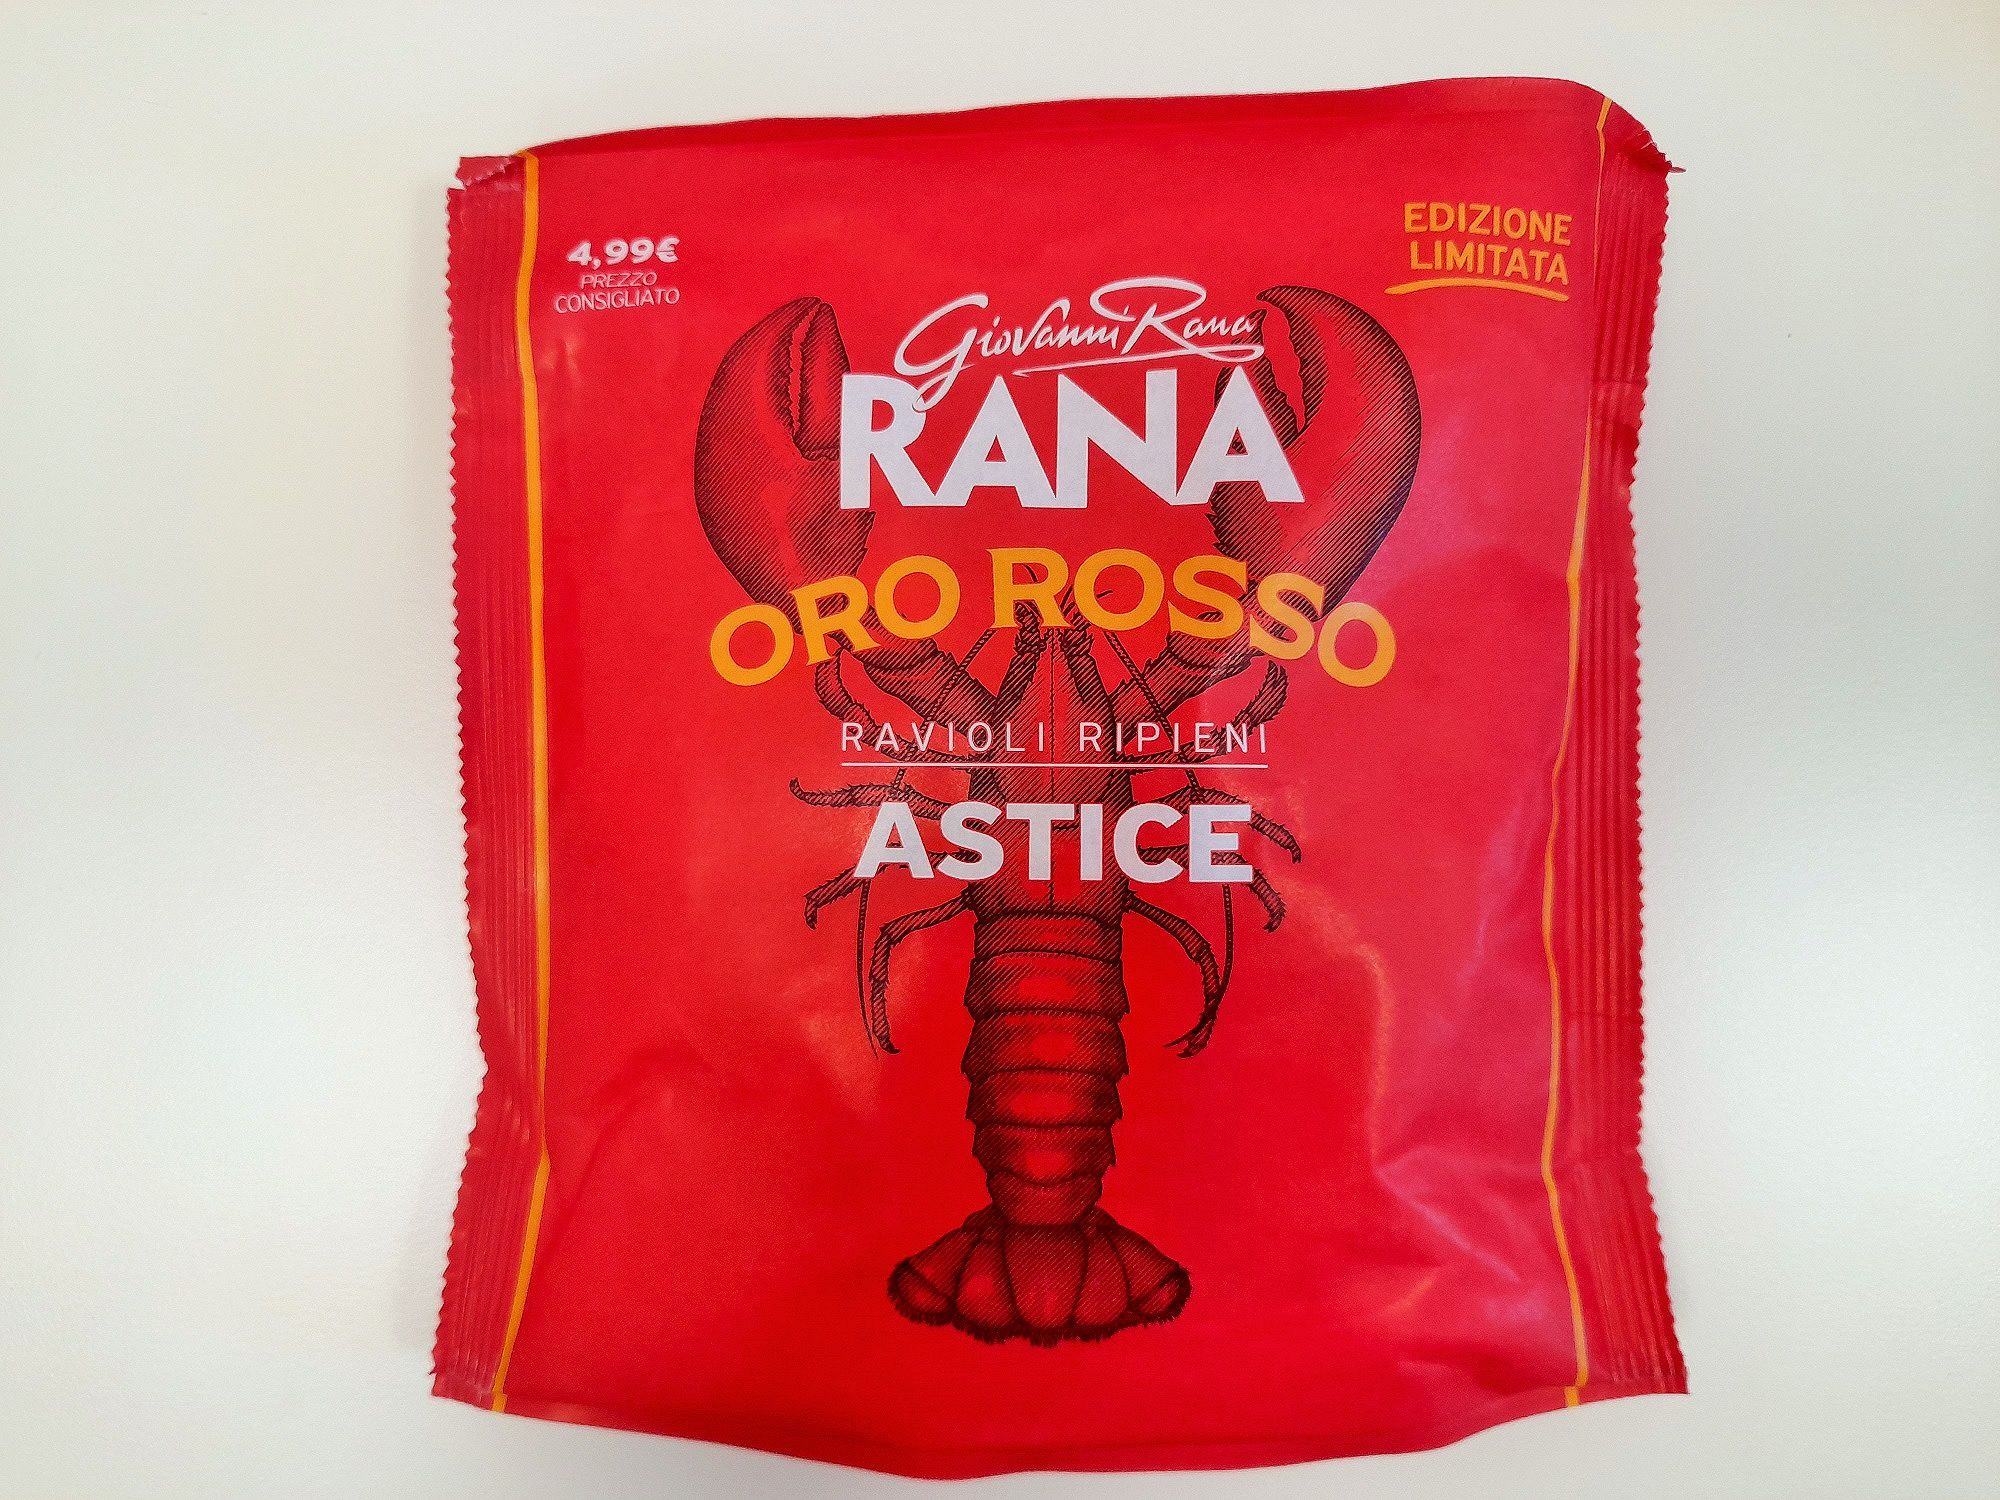 4,99€
PREZZO
CONSIGLIATO
EDIZIONE
LIMITATA
Giovanni Rana
RANA
ORO ROSSO
RAVIOLI RIPIENI
ASTICE